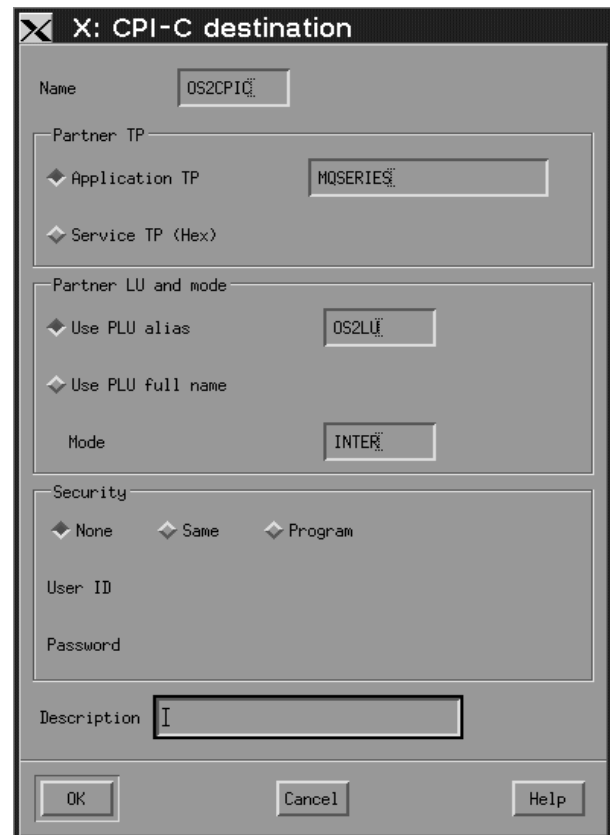 X: CPI-C destination
Name OS2CPIC
Partner TP
Application TP MQSERIES
Service TP (Hex)
Partner LU and mode
Use PLU alias OS2LU
Use PLU full name
Mode INTER
Security
None Same Program
User ID
Password
Description
OK Cancel Help